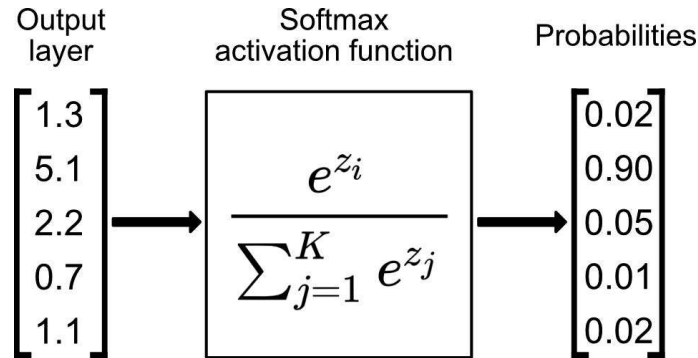 Output
layer
Softmax
activation function
Probabilities
1.3
5.1
2.2
0.7
1.1
e^{z_i}
\sum_{j=1}^{K} e^{z_j}
0.02
0.90
0.05
0.01
0.02